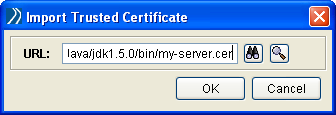 Import Trusted Certificate
URL: lava/jdk1.5.0/bin/my-server.cer
OK Cancel